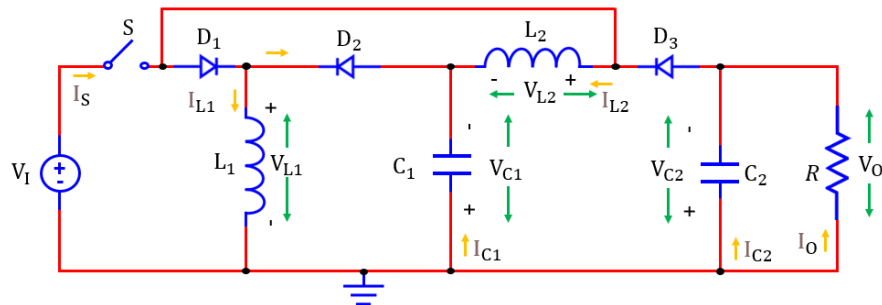 S
D1
D2
L2
D3
IS
IL1
- VL2 +
IL2
VI
+
-
L1
+
VL1
-
C1
-
VC1
+
VC2
-
+
C2
R
VO
IC1
IC2
IO